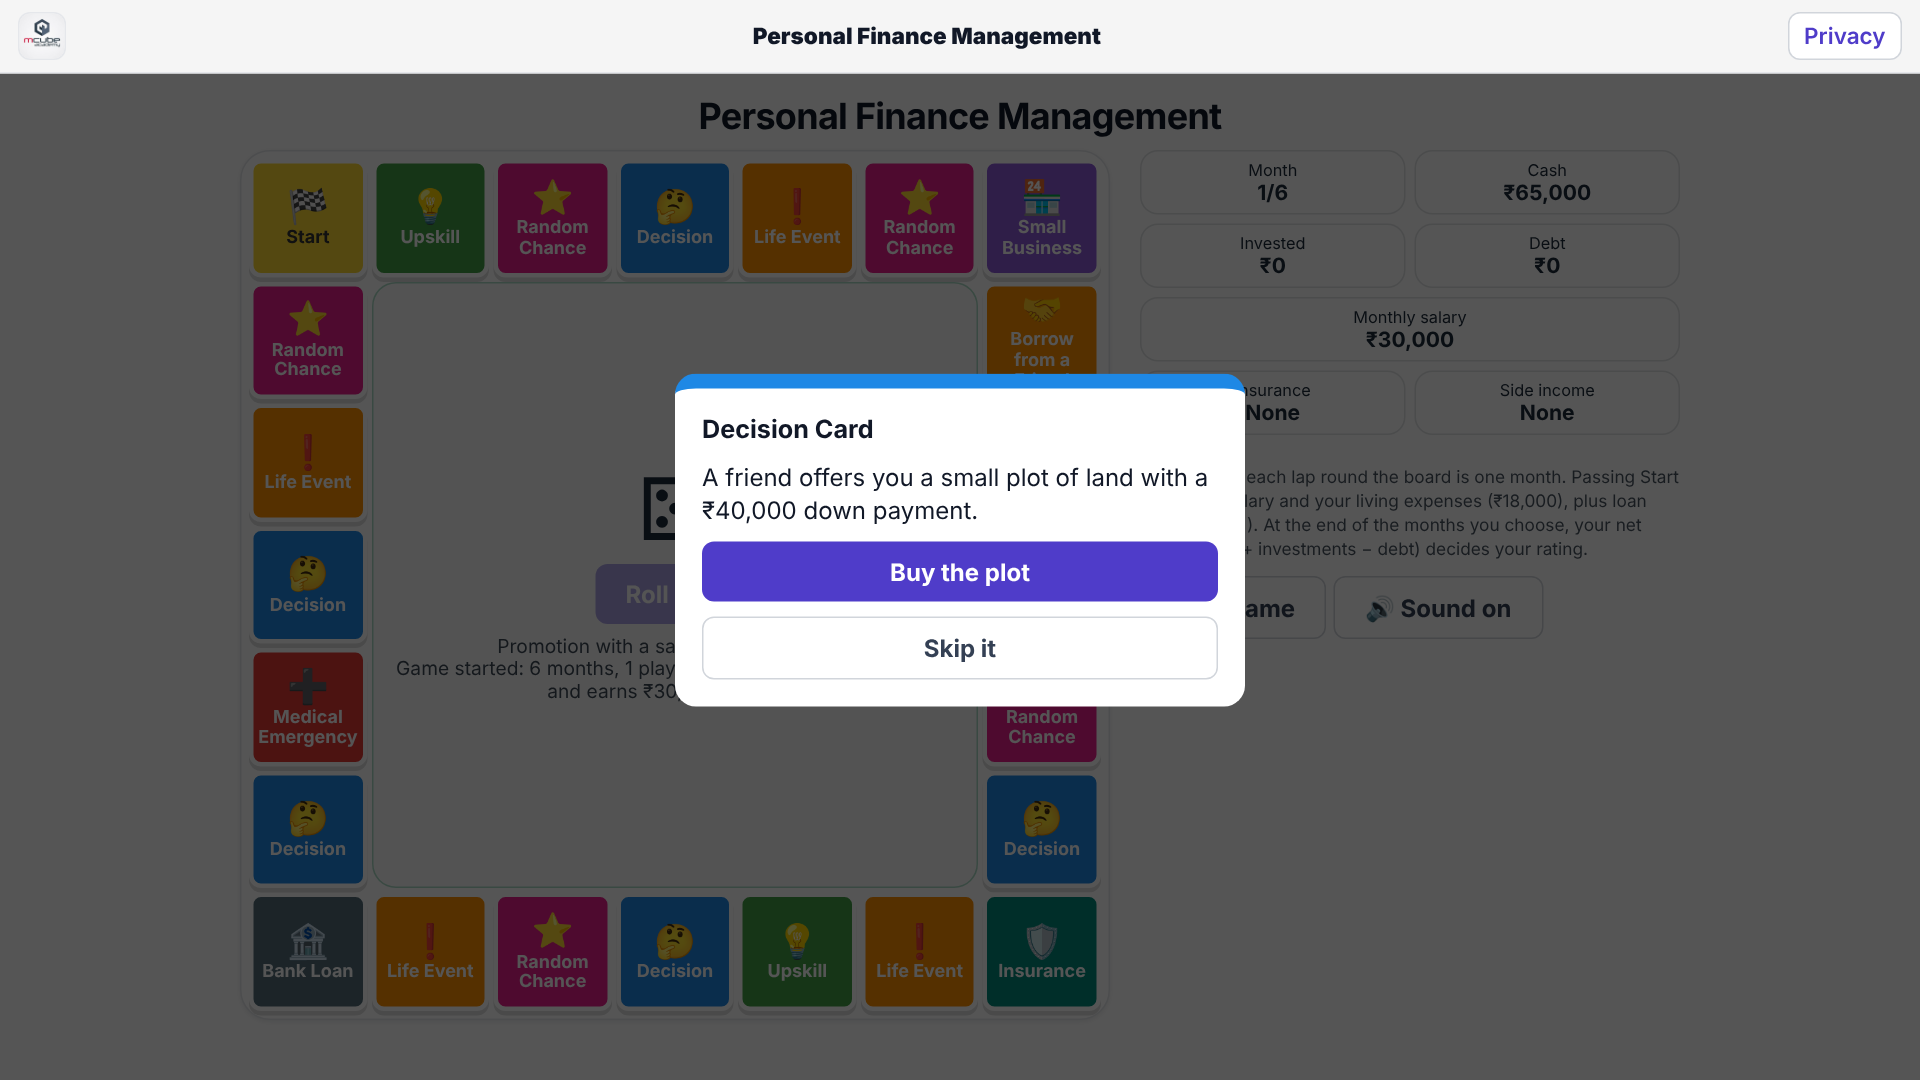 mcube
academy
Personal Finance Management
Privacy
Personal Finance Management
Start
Upskill
Random
Chance
Decision
Life Event
Random
Chance
Small
Business
Random
Chance
Life Event
Decision
Medical
Emergency
Decision
Bank Loan
Life Event
Random
Chance
Decision
Upskill
Life Event
Insurance
Borrow
from a
Random
Chance
Decision
Roll
Promotion with a sa
Game started: 6 months, 1 play
and earns ₹30,
Decision Card
A friend offers you a small plot of land with a
₹40,000 down payment.
Buy the plot
Skip it
Month
1/6
Cash
₹65,000
Invested
₹0
Debt
₹0
Monthly salary
₹30,000
nsurance
None
Side income
None
each lap round the board is one month. Passing Start
lary and your living expenses (₹18,000), plus loan
). At the end of the months you choose, your net
+ investments − debt) decides your rating.
ame
🔊 Sound on